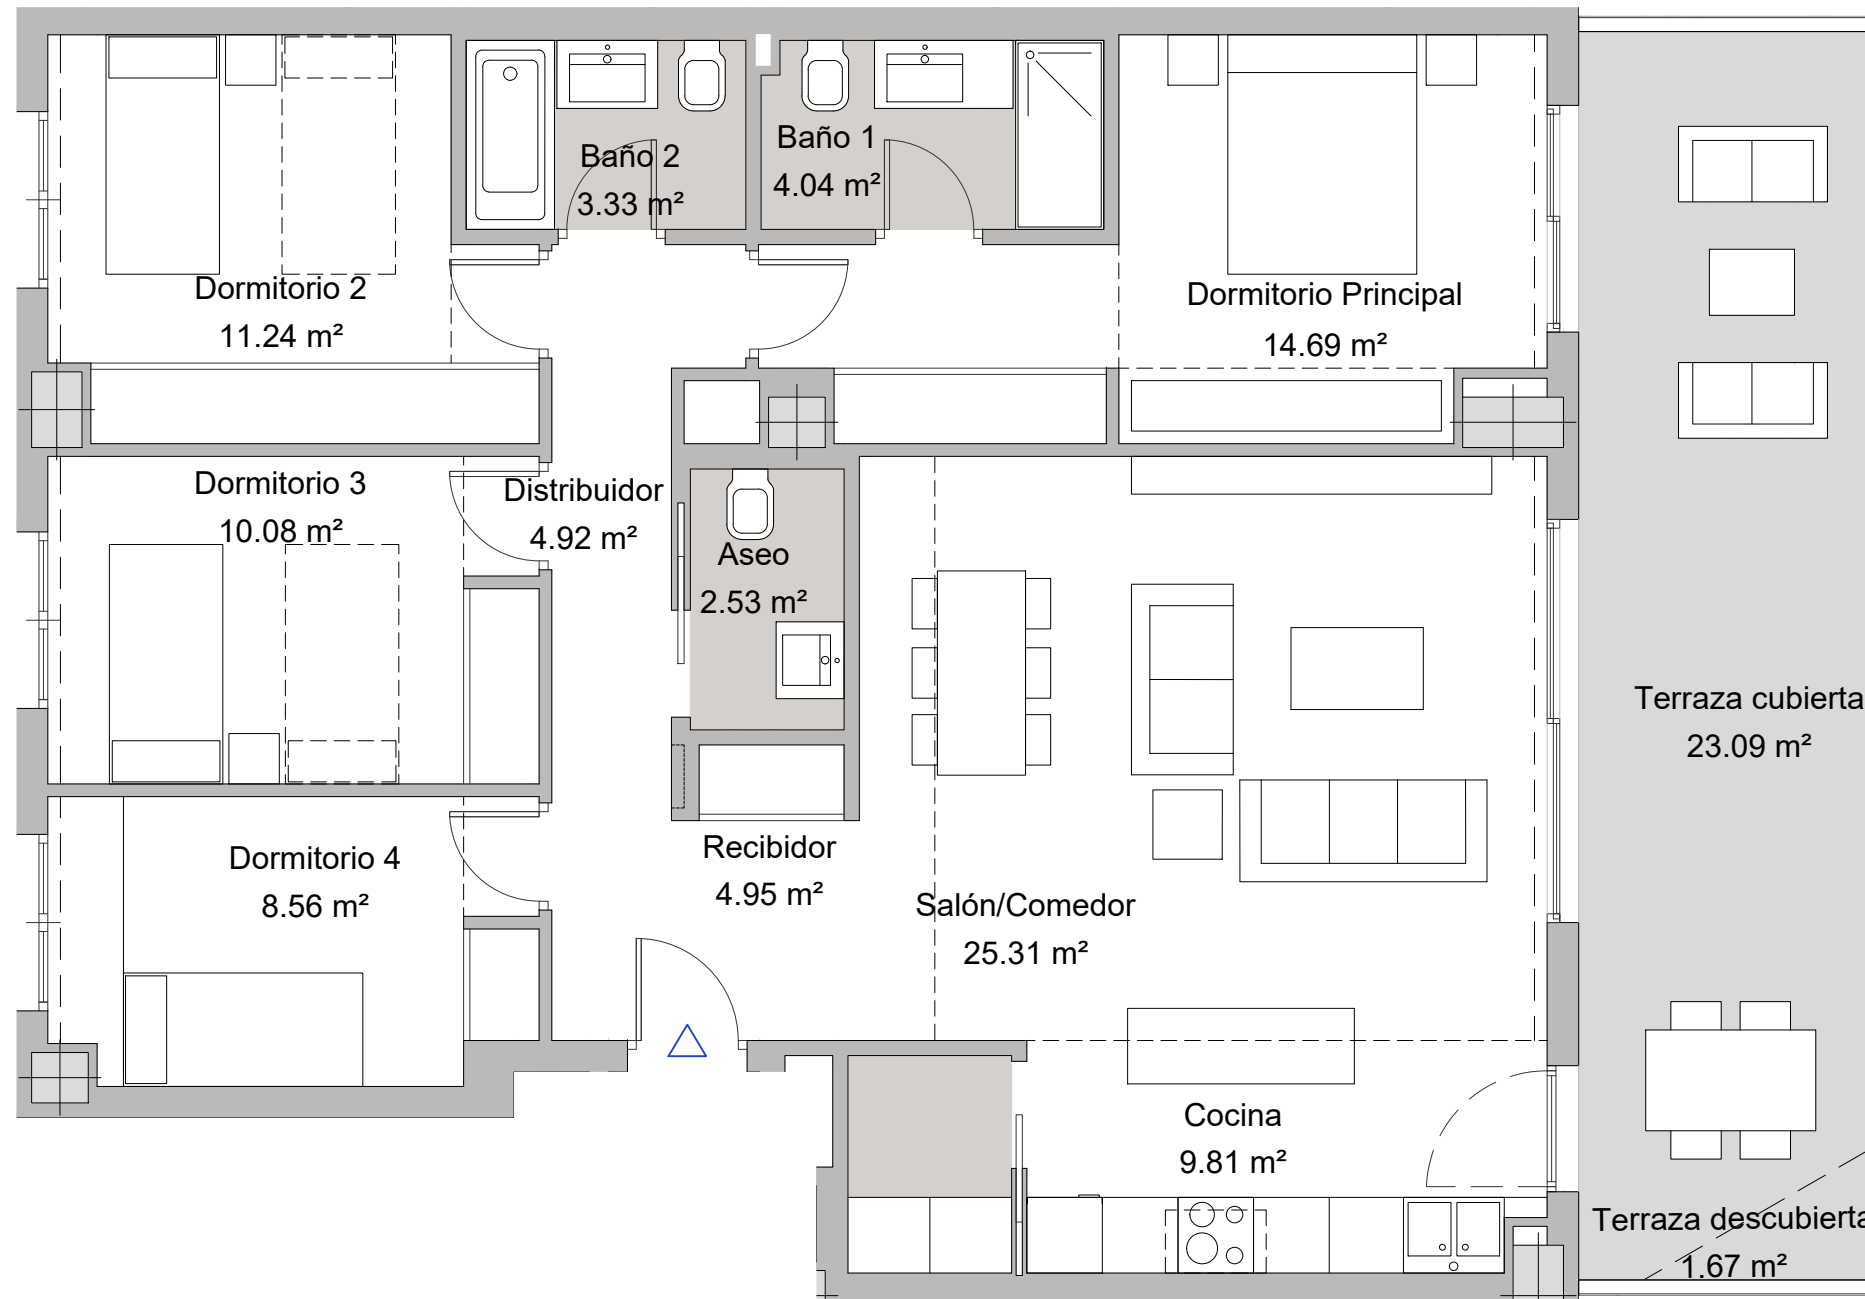 Baño 2
3.33 m²
Baño 1
4.04 m²
Dormitorio 2
11.24 m²
Dormitorio Principal
14.69 m²
Dormitorio 3
10.08 m²
Distribuidor
4.92 m²
Aseo
2.53 m²
Terraza cubierta
23.09 m²
Dormitorio 4
8.56 m²
Recibidor
4.95 m²
Salón/Comedor
25.31 m²
Cocina
9.81 m²
Terraza descubierta
1.67 m²